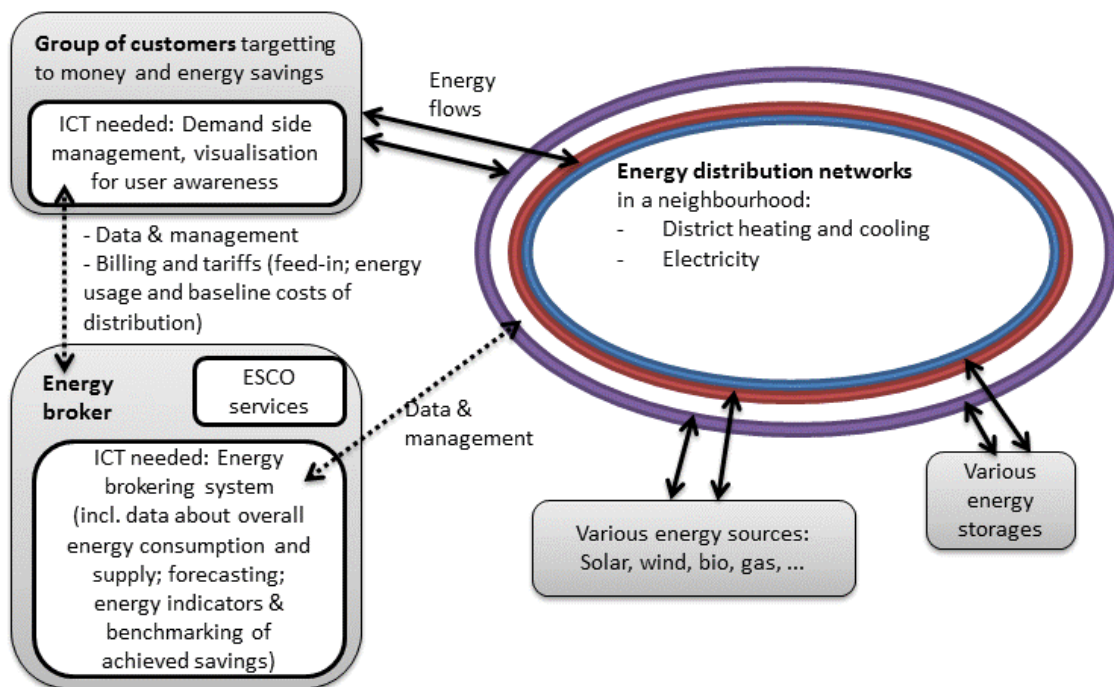 Group of customers targetting
to money and energy savings
ICT needed: Demand side
management, visualisation
for user awareness
Energy
flows
Energy distribution networks
in a neighbourhood:
- District heating and cooling
- Electricity
- Data & management
- Billing and tariffs (feed-in; energy
usage and baseline costs of
distribution)
Energy
broker
ESCO
services
Data &
management
ICT needed: Energy
brokering system
(incl. data about overall
energy consumption and
supply; forecasting;
energy indicators &
benchmarking of
achieved savings)
Various energy sources:
Solar, wind, bio, gas, ...
Various
energy
storages